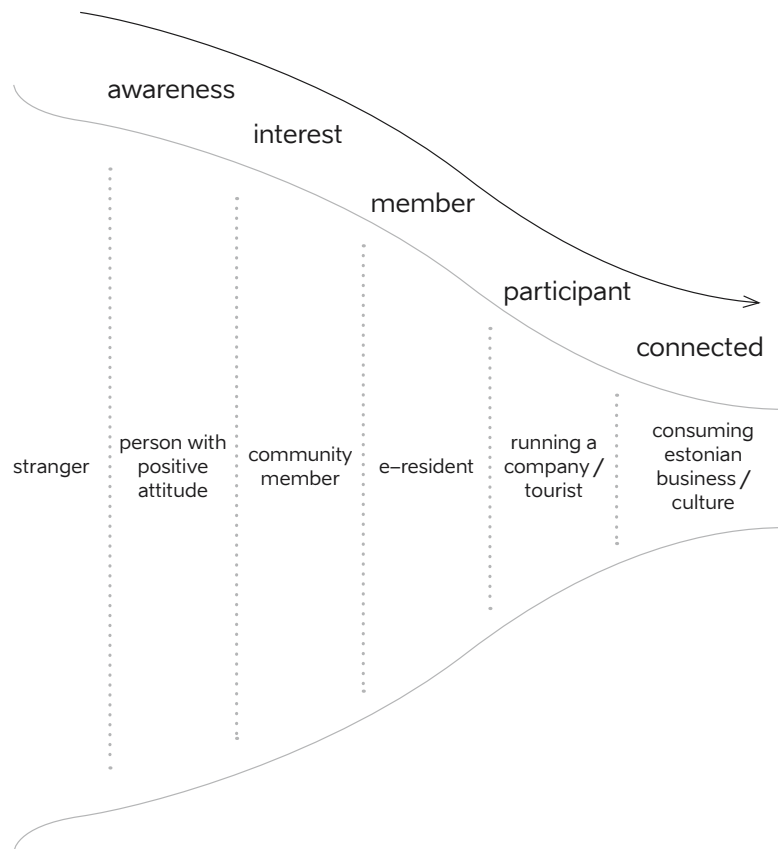 awareness
interest
member
participant
connected
stranger
person with
positive
attitude
community
member
e–resident
running a
company /
tourist
consuming
estonian
business /
culture